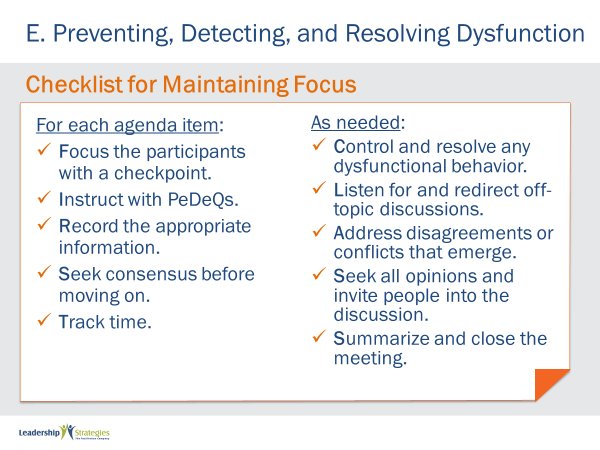 E. Preventing, Detecting, and Resolving Dysfunction
Checklist for Maintaining Focus
For each agenda item:
Focus the participants
with a checkpoint.
Instruct with PeDeQs.
Record the appropriate
information.
Seek consensus before
moving on.
Track time.
As needed:
Control and resolve any
dysfunctional behavior.
Listen for and redirect off-
topic discussions.
Address disagreements or
conflicts that emerge.
Seek all opinions and
invite people into the
discussion.
Summarize and close the
meeting.
Leadership Strategies
The Facilitation Company